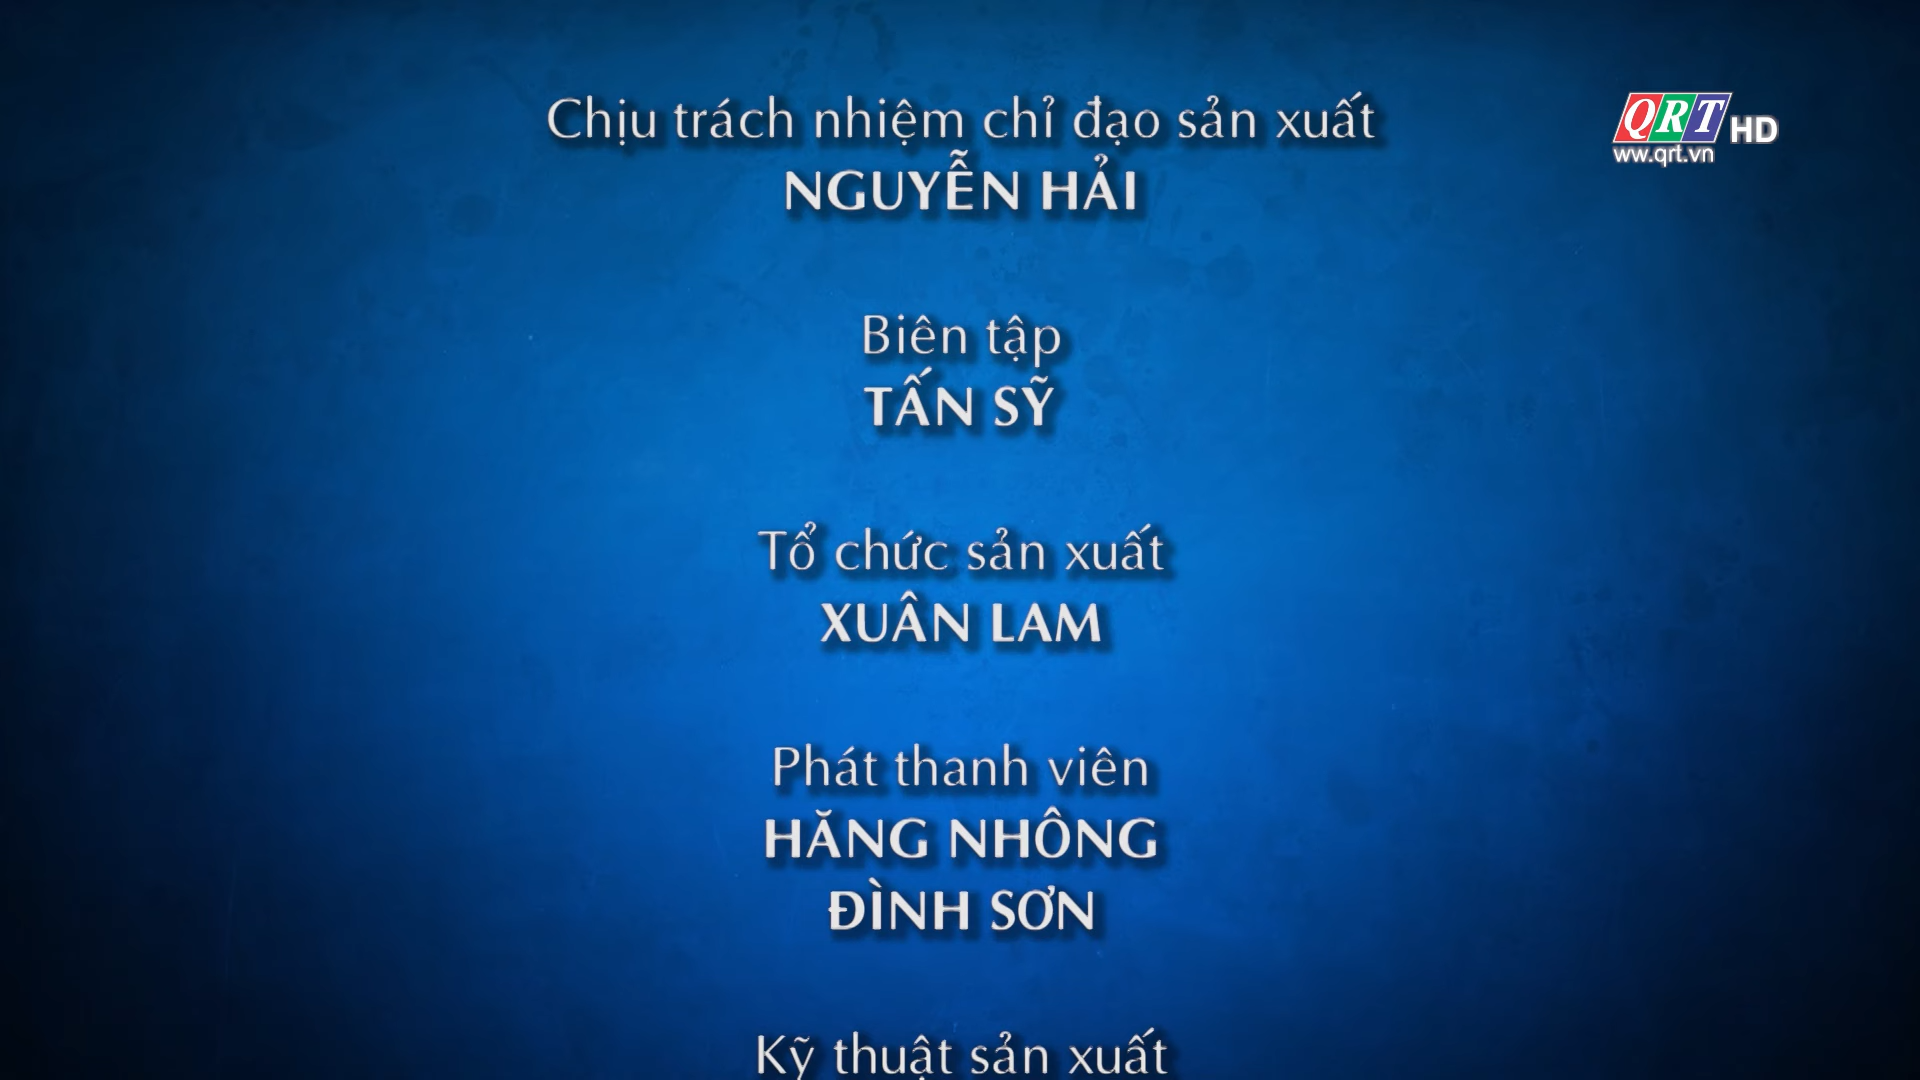 Chịu trách nhiệm chỉ đạo sản xuất
NGUYỄN HẢI
QRT HD
ww.qrt.vn
Biên tập
TẤN SỸ
Tổ chức sản xuất
XUÂN LAM
Phát thanh viên
HĂNG NHÔNG
ĐÌNH SƠN
Kỹ thuật sản xuất